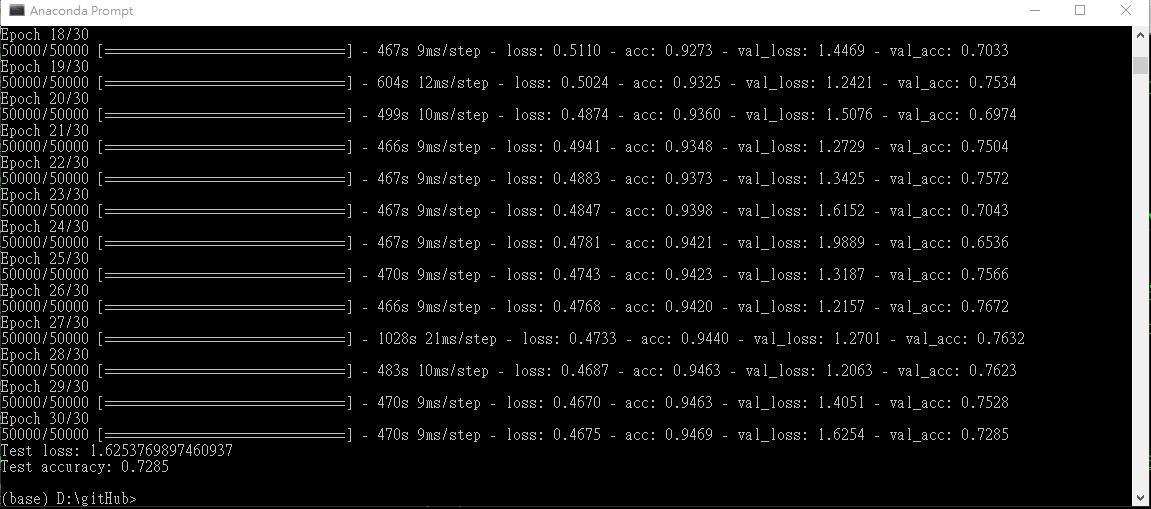 Anaconda Prompt
Epoch 18/30
50000/50000 [==============================] - 467s 9ms/step - loss: 0.5110 - acc: 0.9273 - val_loss: 1.4469 - val_acc: 0.7033
Epoch 19/30
50000/50000 [==============================] - 604s 12ms/step - loss: 0.5024 - acc: 0.9325 - val_loss: 1.2421 - val_acc: 0.7534
Epoch 20/30
50000/50000 [==============================] - 499s 10ms/step - loss: 0.4874 - acc: 0.9360 - val_loss: 1.5076 - val_acc: 0.6974
Epoch 21/30
50000/50000 [==============================] - 466s 9ms/step - loss: 0.4941 - acc: 0.9348 - val_loss: 1.2729 - val_acc: 0.7504
Epoch 22/30
50000/50000 [==============================] - 467s 9ms/step - loss: 0.4883 - acc: 0.9373 - val_loss: 1.3425 - val_acc: 0.7572
Epoch 23/30
50000/50000 [==============================] - 467s 9ms/step - loss: 0.4847 - acc: 0.9398 - val_loss: 1.6152 - val_acc: 0.7043
Epoch 24/30
50000/50000 [==============================] - 467s 9ms/step - loss: 0.4781 - acc: 0.9421 - val_loss: 1.9889 - val_acc: 0.6536
Epoch 25/30
50000/50000 [==============================] - 470s 9ms/step - loss: 0.4743 - acc: 0.9423 - val_loss: 1.3187 - val_acc: 0.7566
Epoch 26/30
50000/50000 [==============================] - 466s 9ms/step - loss: 0.4768 - acc: 0.9420 - val_loss: 1.2157 - val_acc: 0.7672
Epoch 27/30
50000/50000 [==============================] - 1028s 21ms/step - loss: 0.4733 - acc: 0.9440 - val_loss: 1.2701 - val_acc: 0.7632
Epoch 28/30
50000/50000 [==============================] - 483s 10ms/step - loss: 0.4687 - acc: 0.9463 - val_loss: 1.2063 - val_acc: 0.7623
Epoch 29/30
50000/50000 [==============================] - 470s 9ms/step - loss: 0.4670 - acc: 0.9463 - val_loss: 1.4051 - val_acc: 0.7528
Epoch 30/30
50000/50000 [==============================] - 470s 9ms/step - loss: 0.4675 - acc: 0.9469 - val_loss: 1.6254 - val_acc: 0.7285
Test loss: 1.6253769897460937
Test accuracy: 0.7285
(base) D:\gitHub>